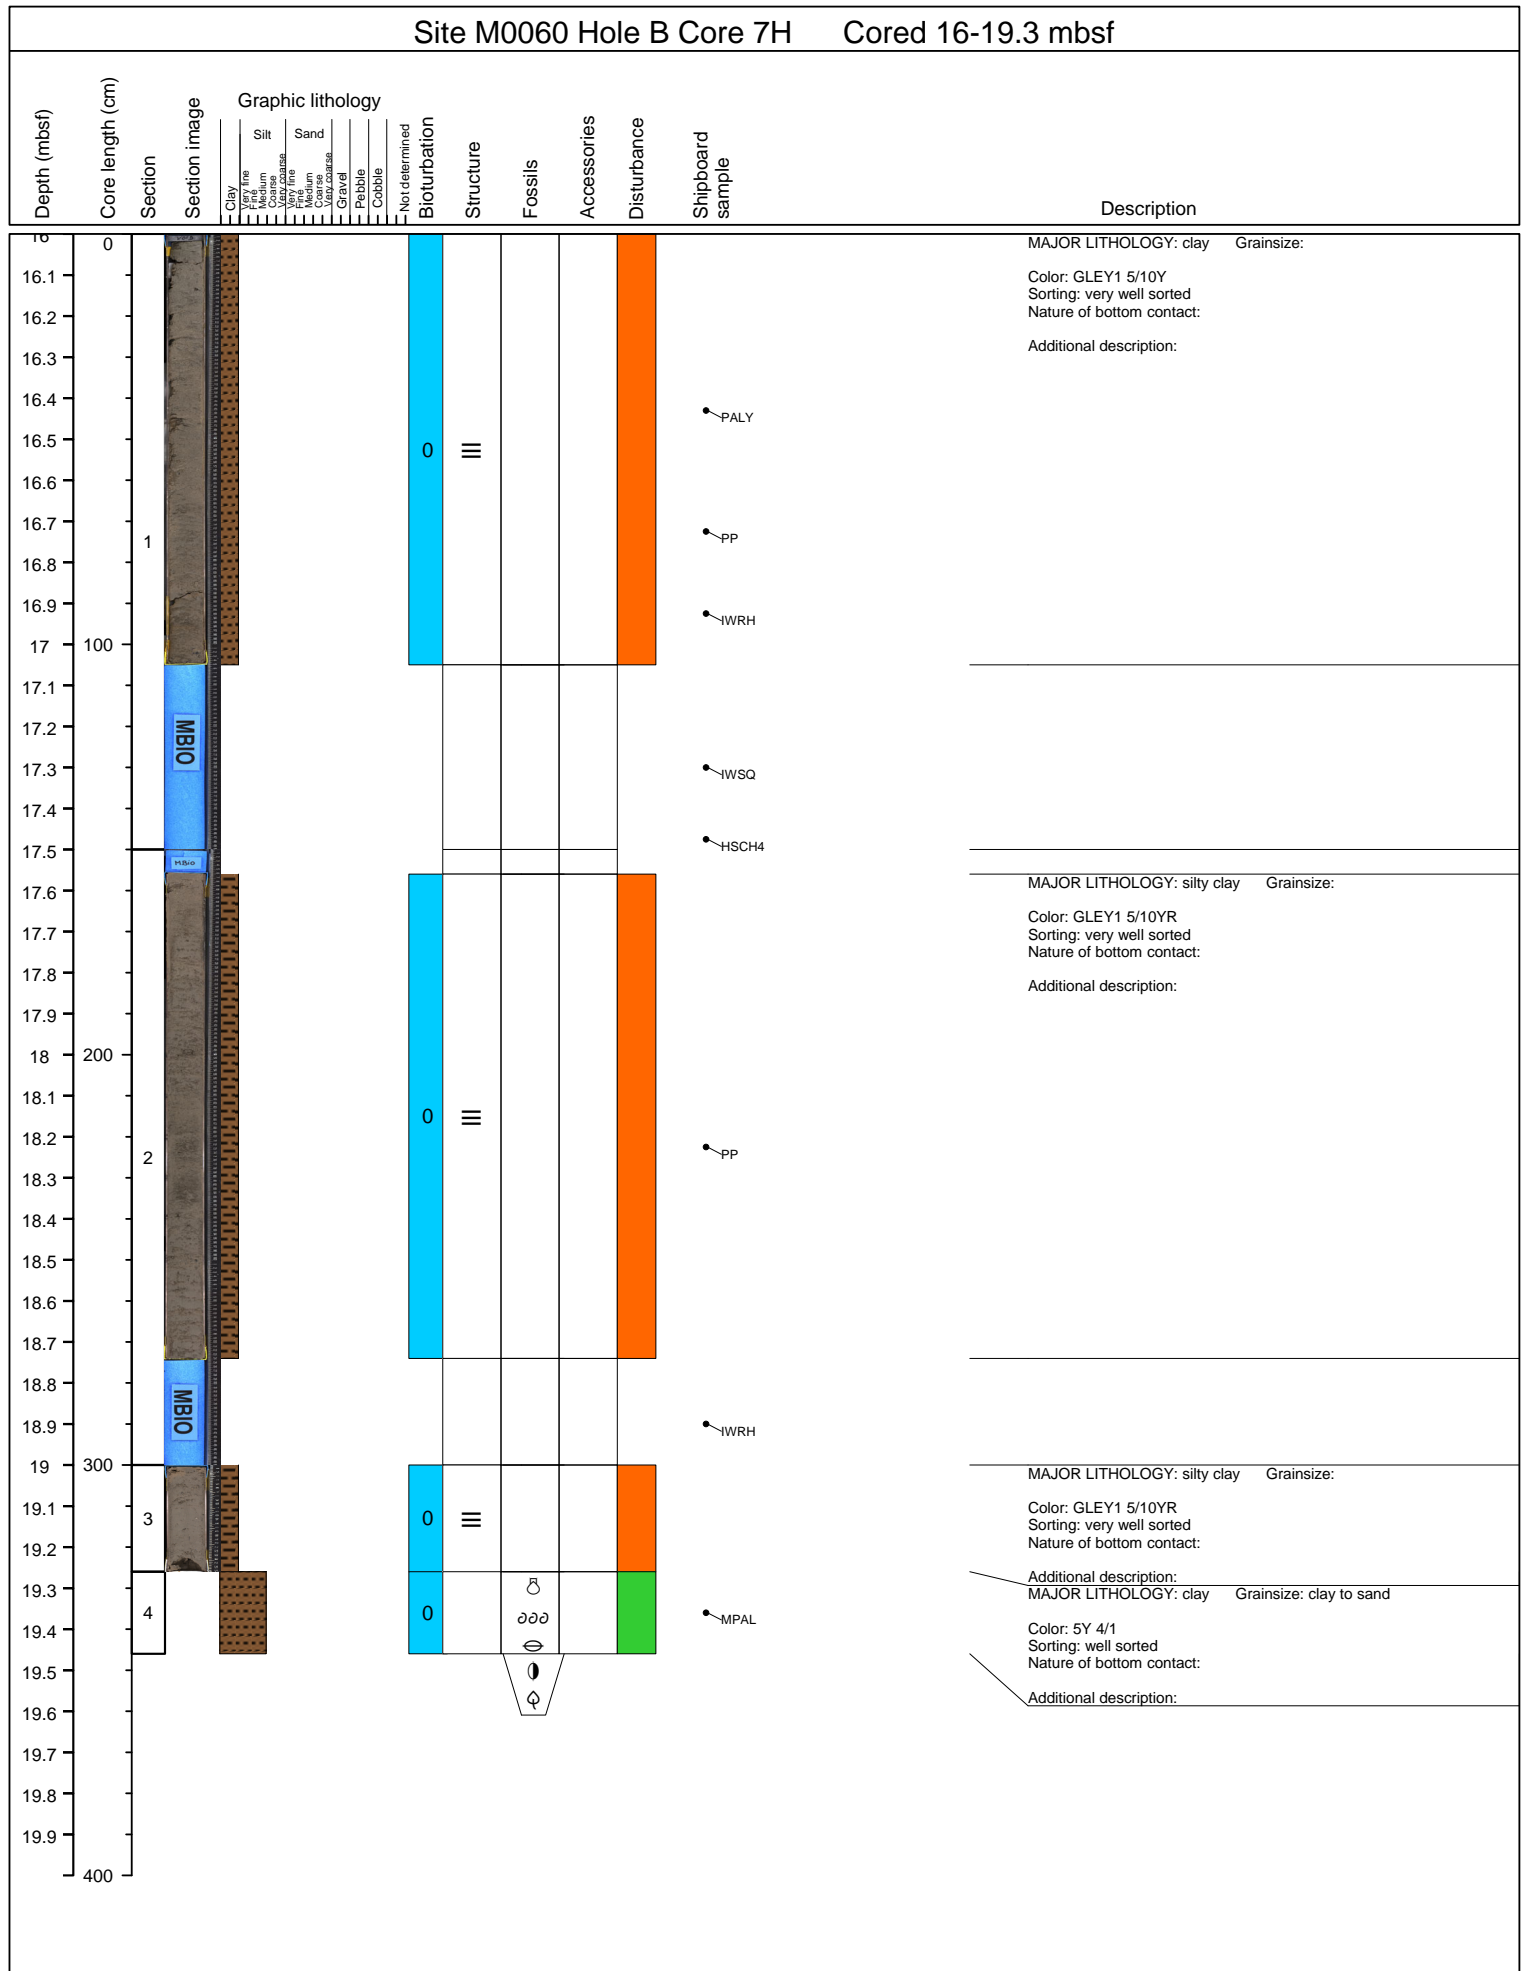 Site M0060 Hole B Core 7H Cored 16-19.3 mbsf
Depth (mbsf)
Core length (cm)
Section
Section image
Graphic lithology
Clay
Silt
Very fine
Fine
Medium
Coarse
Very coarse
Sand
Very fine
Fine
Medium
Coarse
Very coarse
Gravel
Pebble
Cobble
Not determined
Bioturbation
Structure
Fossils
Accessories
Disturbance
Shipboard
sample
Description
16 0
MAJOR LITHOLOGY: clay Grainsize:
16.1
Color: GLEY1 5/10Y
Sorting: very well sorted
16.2
Nature of bottom contact:
Additional description:
16.3
16.4
PALY
16.5
0
16.6
16.7
PP
1
16.8
16.9
IWRH
17 100
17.1
17.2
MBIO
17.3
IWSQ
17.4
HSCH4
17.5
MBio
MAJOR LITHOLOGY: silty clay Grainsize:
17.6
Color: GLEY1 5/10YR
17.7
Sorting: very well sorted
Nature of bottom contact:
17.8
Additional description:
17.9
18 200
18.1
0
18.2
PP
2
18.3
18.4
18.5
18.6
18.7
18.8
MBIO
18.9
IWRH
19 300
MAJOR LITHOLOGY: silty clay Grainsize:
19.1
Color: GLEY1 5/10YR
3
0
Sorting: very well sorted
19.2
Nature of bottom contact:
Additional description:
19.3
MAJOR LITHOLOGY: clay Grainsize: clay to sand
4
0
MPAL
19.4
Color: 5Y 4/1
Sorting: well sorted
Nature of bottom contact:
19.5
Additional description:
19.6
19.7
19.8
19.9
400